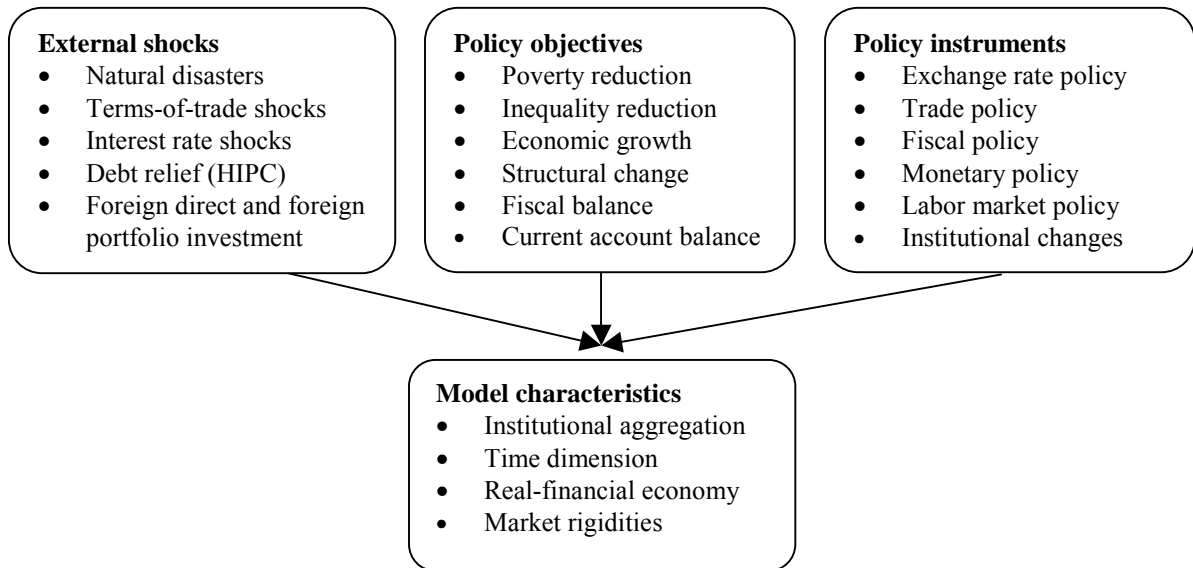 External shocks
• Natural disasters
• Terms-of-trade shocks
• Interest rate shocks
• Debt relief (HIPC)
• Foreign direct and foreign
portfolio investment
Policy objectives
• Poverty reduction
• Inequality reduction
• Economic growth
• Structural change
• Fiscal balance
• Current account balance
Policy instruments
• Exchange rate policy
• Trade policy
• Fiscal policy
• Monetary policy
• Labor market policy
• Institutional changes
Model characteristics
• Institutional aggregation
• Time dimension
• Real-financial economy
• Market rigidities